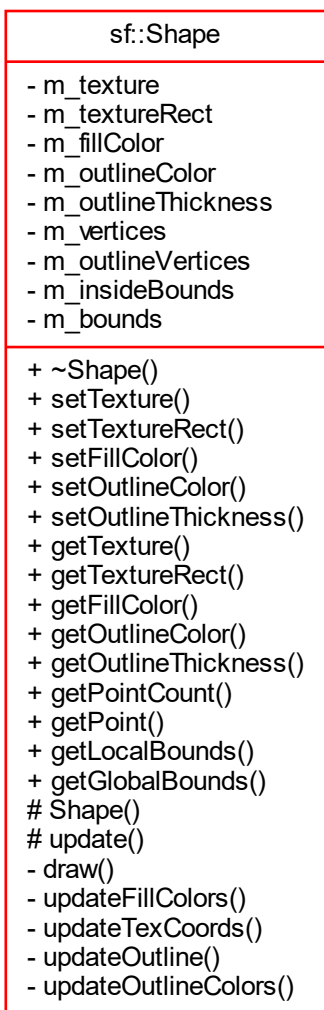 sf::Shape
- m_texture
- m_textureRect
- m_fillColor
- m_outlineColor
- m_outlineThickness
- m_vertices
- m_outlineVertices
- m_insideBounds
- m_bounds
+ ~Shape()
+ setTexture()
+ setTextureRect()
+ setFillColor()
+ setOutlineColor()
+ setOutlineThickness()
+ getTexture()
+ getTextureRect()
+ getFillColor()
+ getOutlineColor()
+ getOutlineThickness()
+ getPointCount()
+ getPoint()
+ getLocalBounds()
+ getGlobalBounds()
# Shape()
# update()
- draw()
- updateFillColors()
- updateTexCoords()
- updateOutline()
- updateOutlineColors()